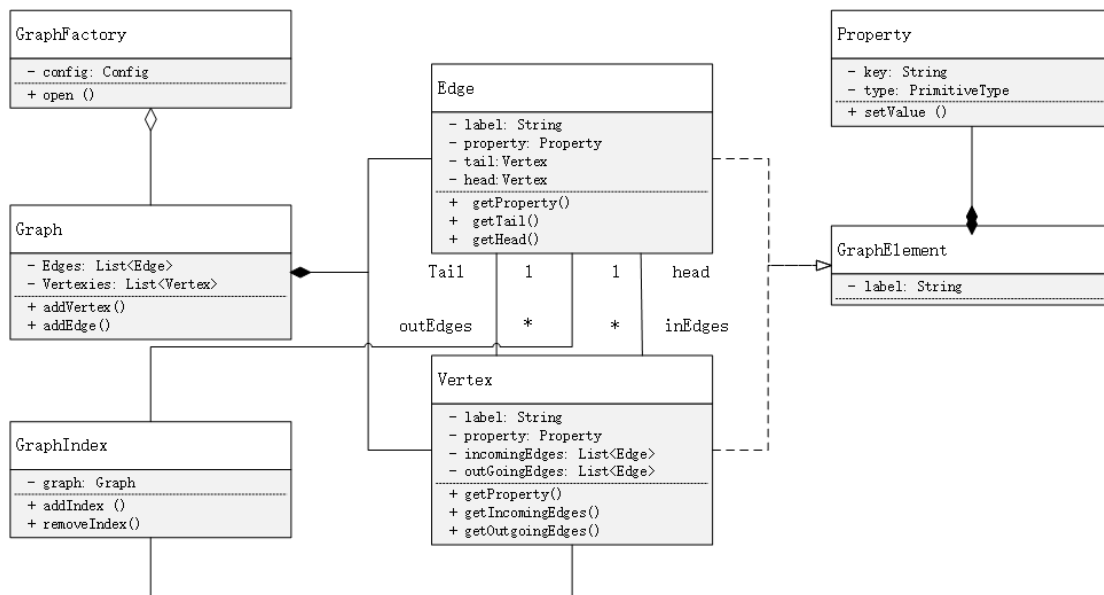 GraphFactory
- config: Config
+ open ()
Property
- key: String
- type: PrimitiveType
+ setValue ()
Edge
- label: String
- property: Property
- tail:Vertex
- head:Vertex
+ getProperty()
+ getTail()
+ getHead()
Graph
- Edges: List<Edge>
- Vertexies: List<Vertex>
+ addVertex()
+ addEdge()
GraphElement
- label: String
Tail 1 1 head
outEdges * * inEdges
Vertex
- label: String
- property: Property
- incomingEdges: List<Edge>
- outGoingEdges: List<Edge>
+ getProperty()
+ getIncomingEdges()
+ getOutgoingEdges()
GraphIndex
- graph: Graph
+ addIndex ()
+ removeIndex()